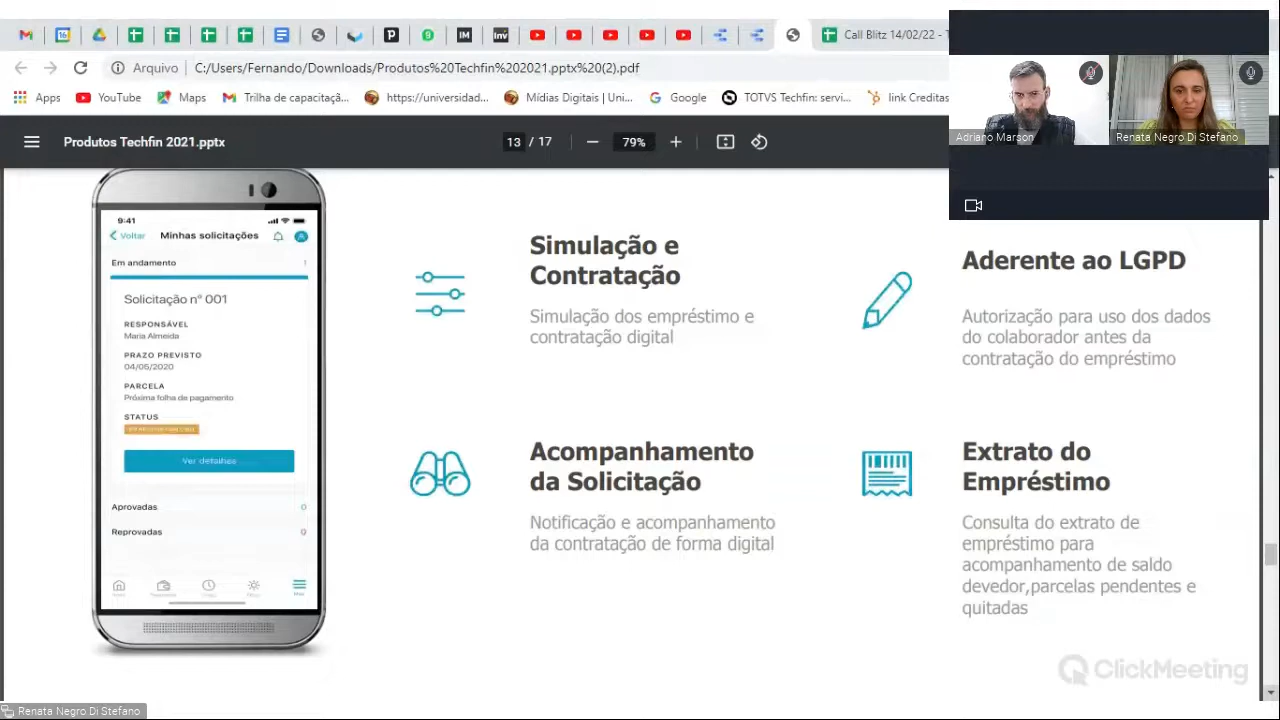 Call Blitz 14/02/22 - T
Arquivo
C:/Users/Fernando/Downloads/Produtos%20Techfin%202021.pptx%20(2).pdf
Apps
YouTube
Maps
Trilha de capacitaçã...
https://universidad...
Mídias Digitais | Uni...
Google
TOTVS Techfin: servi...
link Creditas
Adriano Marson
Renata Negro Di Stefano
Produtos Techfin 2021.pptx
13 / 17
79%
9:41
Voltar
Minhas solicitações
Em andamento
1
Solicitação nº 001
RESPONSÁVEL
Maria Almeida
PRAZO PREVISTO
04/05/2020
PARCELA
Próxima folha de pagamento
STATUS
Ver detalhes
Aprovadas
0
Reprovadas
0
Simulação e
Contratação
Simulação dos empréstimo e
contratação digital
Aderente ao LGPD
Autorização para uso dos dados
do colaborador antes da
contratação do empréstimo
Acompanhamento
da Solicitação
Notificação e acompanhamento
da contratação de forma digital
Extrato do
Empréstimo
Consulta do extrato de
empréstimo para
acompanhamento de saldo
devedor,parcelas pendentes e
quitadas
ClickMeeting
Renata Negro Di Stefano